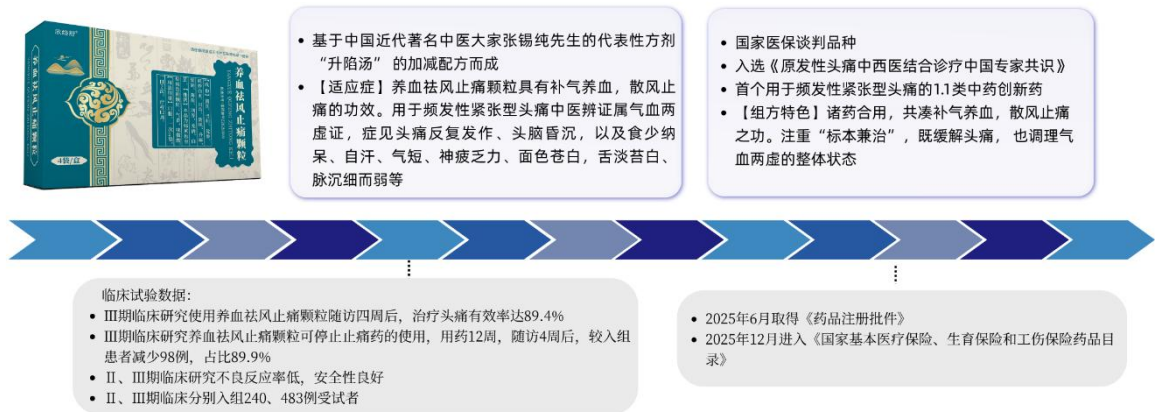 养血祛风止痛颗粒
4袋/盒
养血祛风止痛颗粒
• 基于中国近代著名中医大家张锡纯先生的代表性方剂
“升陷汤” 的加减配方而成
• 【适应症】养血祛风止痛颗粒具有补气养血，散风止
痛的功效。用于频发性紧张型头痛中医辨证属气血两
虚证，症见头痛反复发作、头脑昏沉，以及食少纳
呆、自汗、气短、神疲乏力、面色苍白，舌淡苔白、
脉沉细而弱等
• 国家医保谈判品种
• 入选《原发性头痛中西医结合诊疗中国专家共识》
• 首个用于频发性紧张型头痛的1.1类中药创新药
• 【组方特色】诸药合用，共凑补气养血，散风止痛
之功。注重“标本兼治”，既缓解头痛，也调理气
血两虚的整体状态
临床试验数据：
• Ⅲ期临床研究使用养血祛风止痛颗粒随访四周后，治疗头痛有效率达89.4%
• Ⅲ期临床研究养血祛风止痛颗粒可停止止痛药的使用，用药12周，随访4周后，较入组
患者减少98例，占比89.9%
• Ⅱ、Ⅲ期临床研究不良反应率低，安全性良好
• Ⅱ、Ⅲ期临床分别入组240、483例受试者
• 2025年6月取得《药品注册批件》
• 2025年12月进入《国家基本医疗保险、生育保险和工伤保险药品目
录》